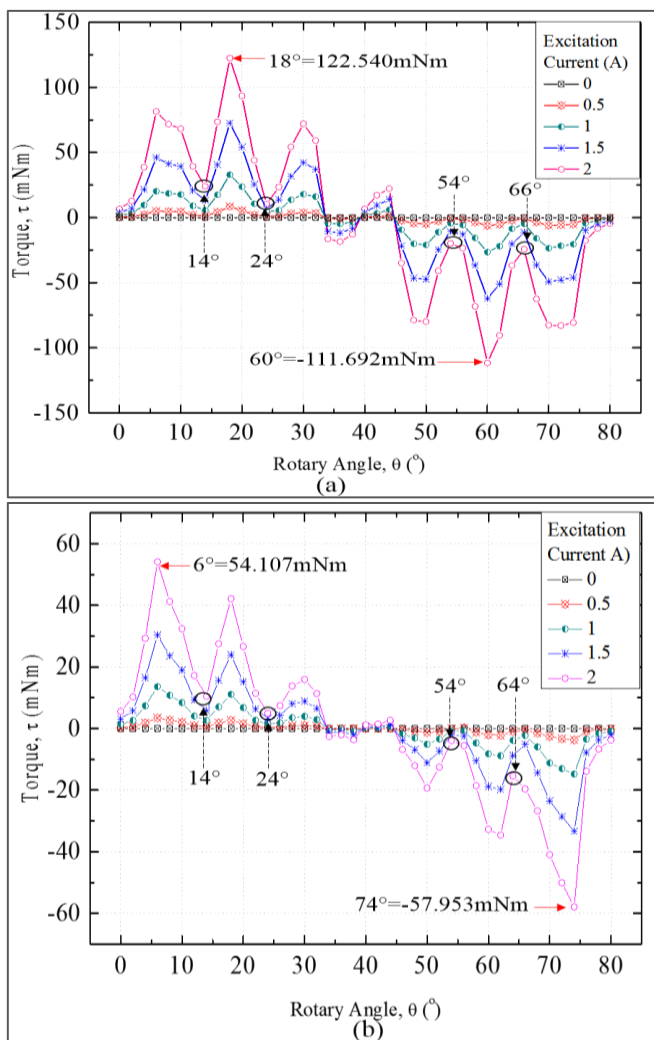 150
100
50
0
-50
-100
-150
Torque, τ (mNm)
18°=122.540mNm
Excitation
Current (A)
0
0.5
1
1.5
2
54°
66°
14°
24°
60°=-111.692mNm
0 10 20 30 40 50 60 70 80
Rotary Angle, θ (°)
(a)
60
40
20
0
-20
-40
-60
Torque, τ (mNm)
6°=54.107mNm
Excitation
Current A)
0
0.5
1
1.5
2
54°
64°
14°
24°
74°=-57.953mNm
0 10 20 30 40 50 60 70 80
Rotary Angle, θ (°)
(b)